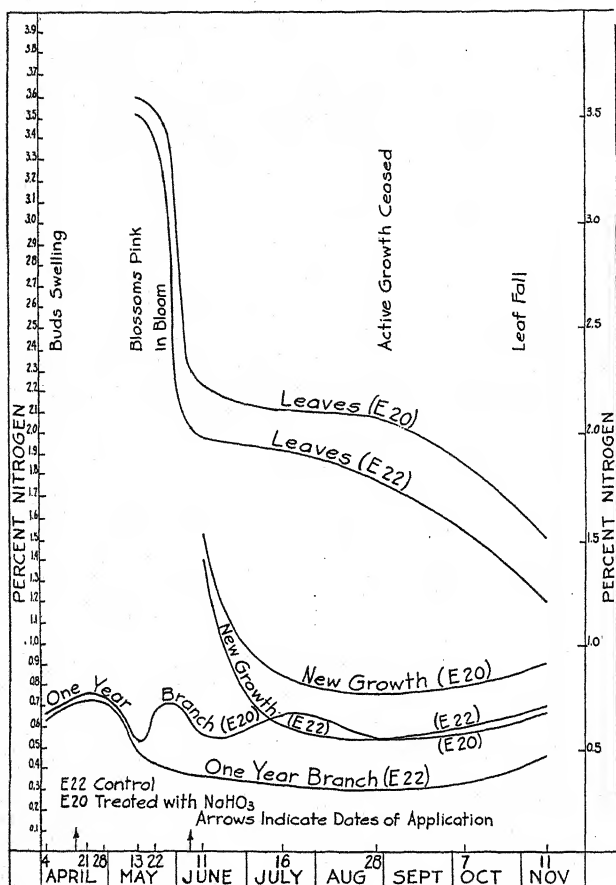 3.9
3.8
3.7
3.6
3.5
3.4
3.3
3.2
3.1
3.0
2.9
2.8
2.7
2.6
2.5
2.4
2.3
2.2
2.1
2.0
1.9
1.8
1.7
1.6
1.5
1.4
1.3
1.2
1.1
1.0
0.9
0.8
0.7
0.6
0.5
0.4
0.3
0.2
0.1
PERCENT NITROGEN
Buds Swelling
Blossoms Pink
In Bloom
Active Growth Ceased
Leaf Fall
Leaves (E20)
Leaves (E22)
New Growth (E20)
New Growth (E22)
One Year Branch (E20)
(E22)
(E20)
One Year Branch (E22)
E22 Control
E20 Treated with NaHO3
Arrows Indicate Dates of Application
3.5
3.0
2.5
2.0
1.5
1.0
0.5
PERCENT NITROGEN
4 21 28 13 22 11 16 28 7 11
APRIL MAY JUNE JULY AUG SEPT OCT NOV